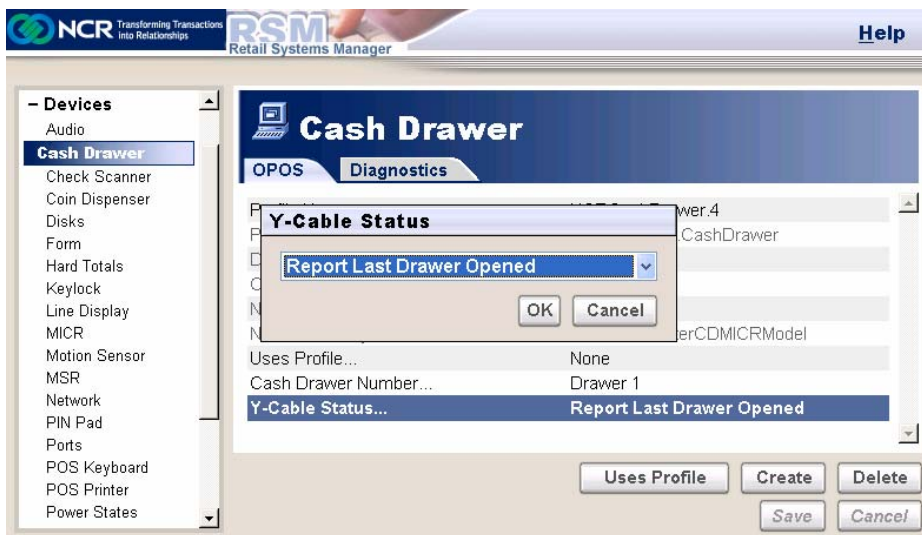 NCR Transforming Transactions
into Relationships
RSM
Retail Systems Manager
Help
– Devices
Audio
Cash Drawer
Check Scanner
Coin Dispenser
Disks
Form
Hard Totals
Keylock
Line Display
MICR
Motion Sensor
MSR
Network
PIN Pad
Ports
POS Keyboard
POS Printer
Power States
Cash Drawer
OPOS Diagnostics
wer.4
.CashDrawer
Y-Cable Status
Report Last Drawer Opened
OK Cancel
erCDMICRModel
Uses Profile... None
Cash Drawer Number... Drawer 1
Y-Cable Status... Report Last Drawer Opened
Uses Profile Create Delete
Save Cancel